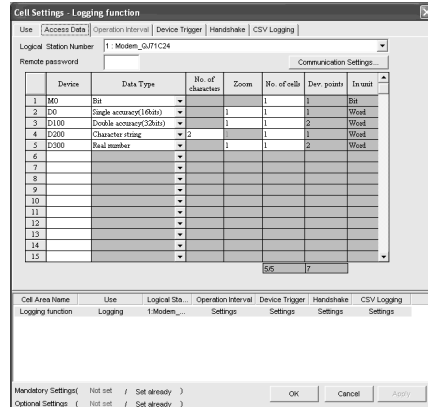 Cell Settings - Logging function
Use Access Data Operation Interval Device Trigger Handshake CSV Logging
Logical Station Number 1 : Modem_QJ71C24
Remote password Communication Settings...
Device Data Type No. of characters Zoom No. of cells Dev. points In unit
1 M0 Bit 1 1 Bit
2 D0 Single accuracy(16bits) 1 1 1 Word
3 D100 Double accuracy(32bits) 1 1 2 Word
4 D200 Character string 2 1 1 1 Word
5 D300 Real number 1 1 2 Word
6
7
8
9
10
11
12
13
14
15
5/5 7
Cell Area Name Use Logical Sta... Operation Interval Device Trigger Handshake CSV Logging
Logging function Logging 1:Modem_... Settings Settings Settings Settings
Mandatory Settings( Not set / Set already )
Optional Settings ( Not set / Set already )
OK Cancel Apply